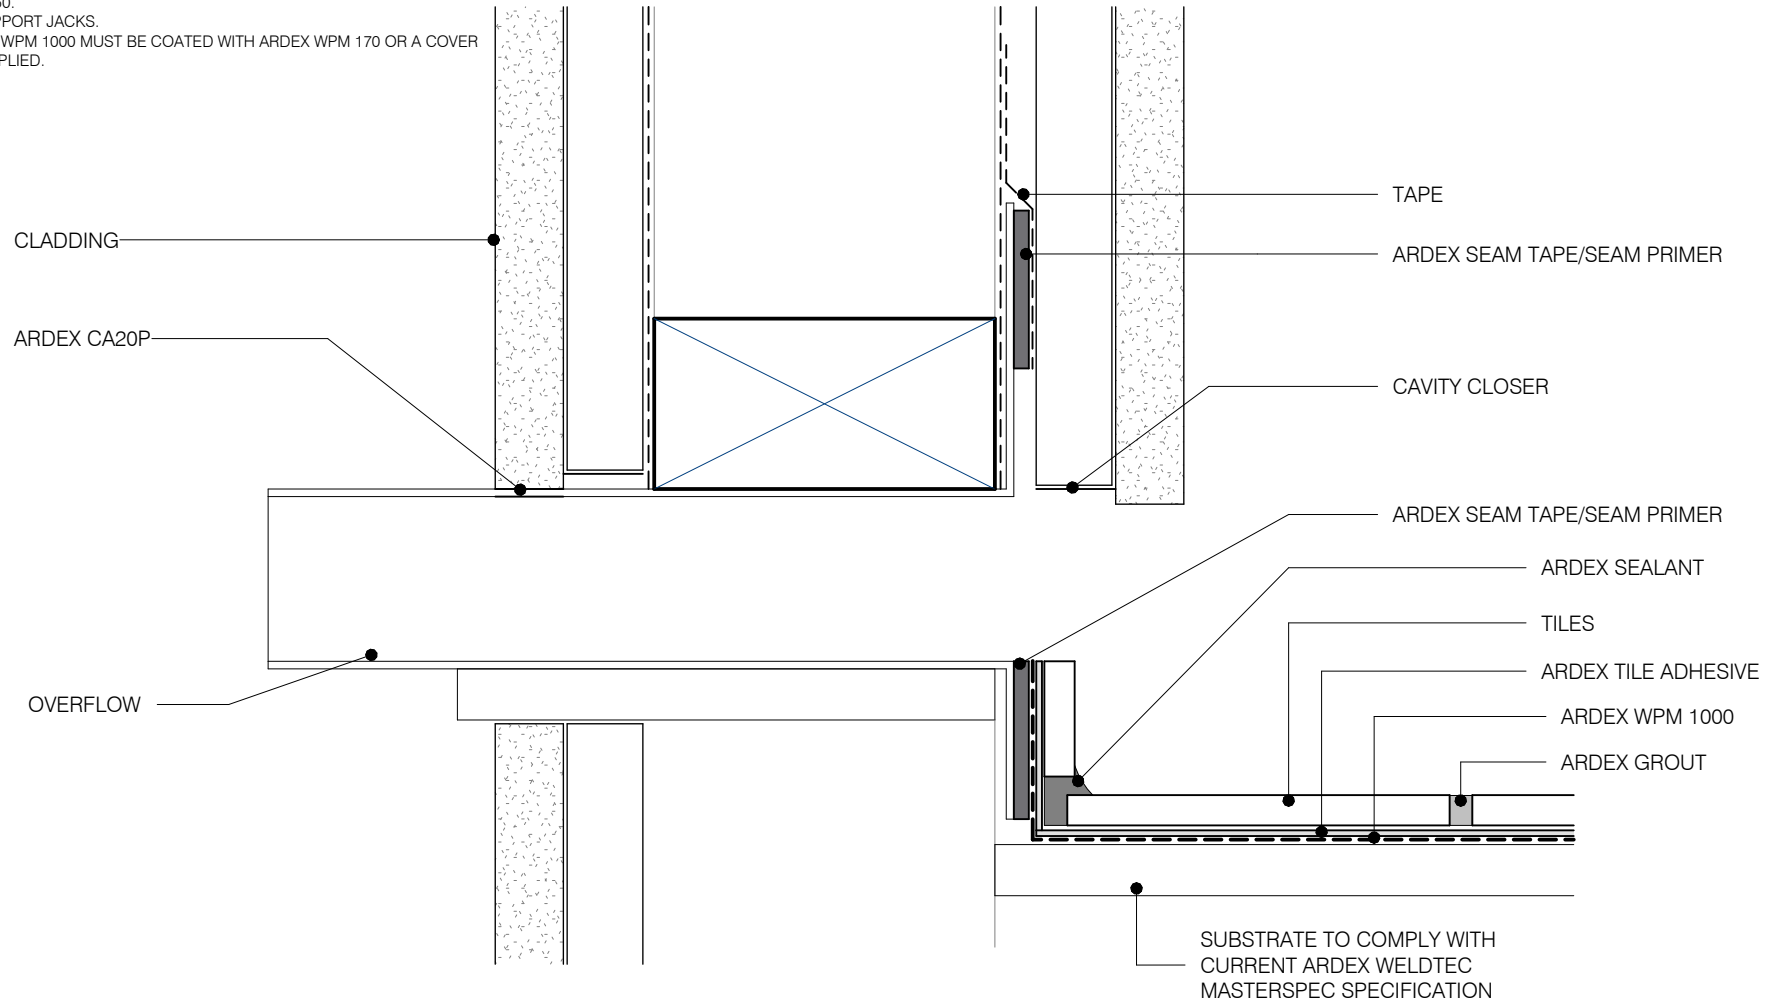 PORT JACKS.
WPM 1000 MUST BE COATED WITH ARDEX WPM 170 OR A COVER
PLIED.
TAPE
CLADDING
ARDEX SEAM TAPE/SEAM PRIMER
ARDEX CA20P
CAVITY CLOSER
ARDEX SEAM TAPE/SEAM PRIMER
ARDEX SEALANT
TILES
ARDEX TILE ADHESIVE
OVERFLOW
ARDEX WPM 1000
ARDEX GROUT
SUBSTRATE TO COMPLY WITH
CURRENT ARDEX WELDTEC
MASTERSPEC SPECIFICATION